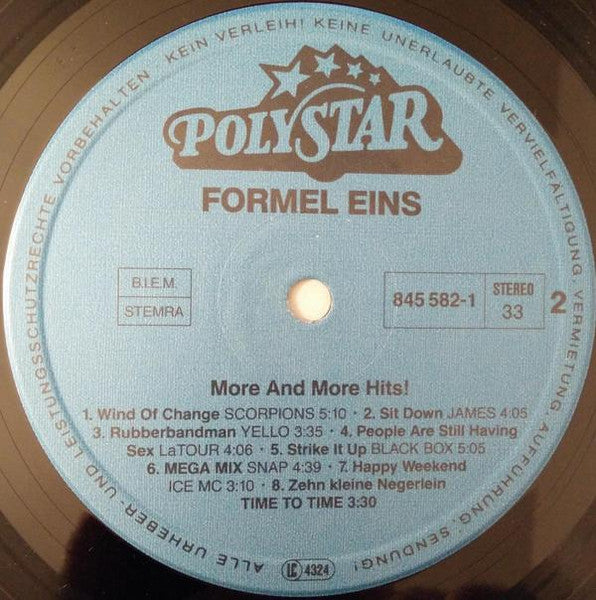 POLYSTAR
FORMEL EINS
B.I.E.M.
STEMRA
845 582-1
STEREO
33
2
More And More Hits!
1. Wind Of Change SCORPIONS 5:10 · 2. Sit Down JAMES 4:05
3. Rubberbandman YELLO 3:35 · 4. People Are Still Having
Sex LaTOUR 4:06 · 5. Strike It Up BLACK BOX 5:05
6. MEGA MIX SNAP 4:39 · 7. Happy Weekend
ICE MC 3:10 · 8. Zehn kleine Negerlein
TIME TO TIME 3:30
LC 4324
ALLE URHEBER- UND LEISTUNGSSCHUTZRECHTE VORBEHALTEN KEIN VERLEIH! KEINE UNERLAUBTE VERVIELFÄLTIGUNG, VERMIETUNG, AUFFÜHRUNG, SENDUNG!